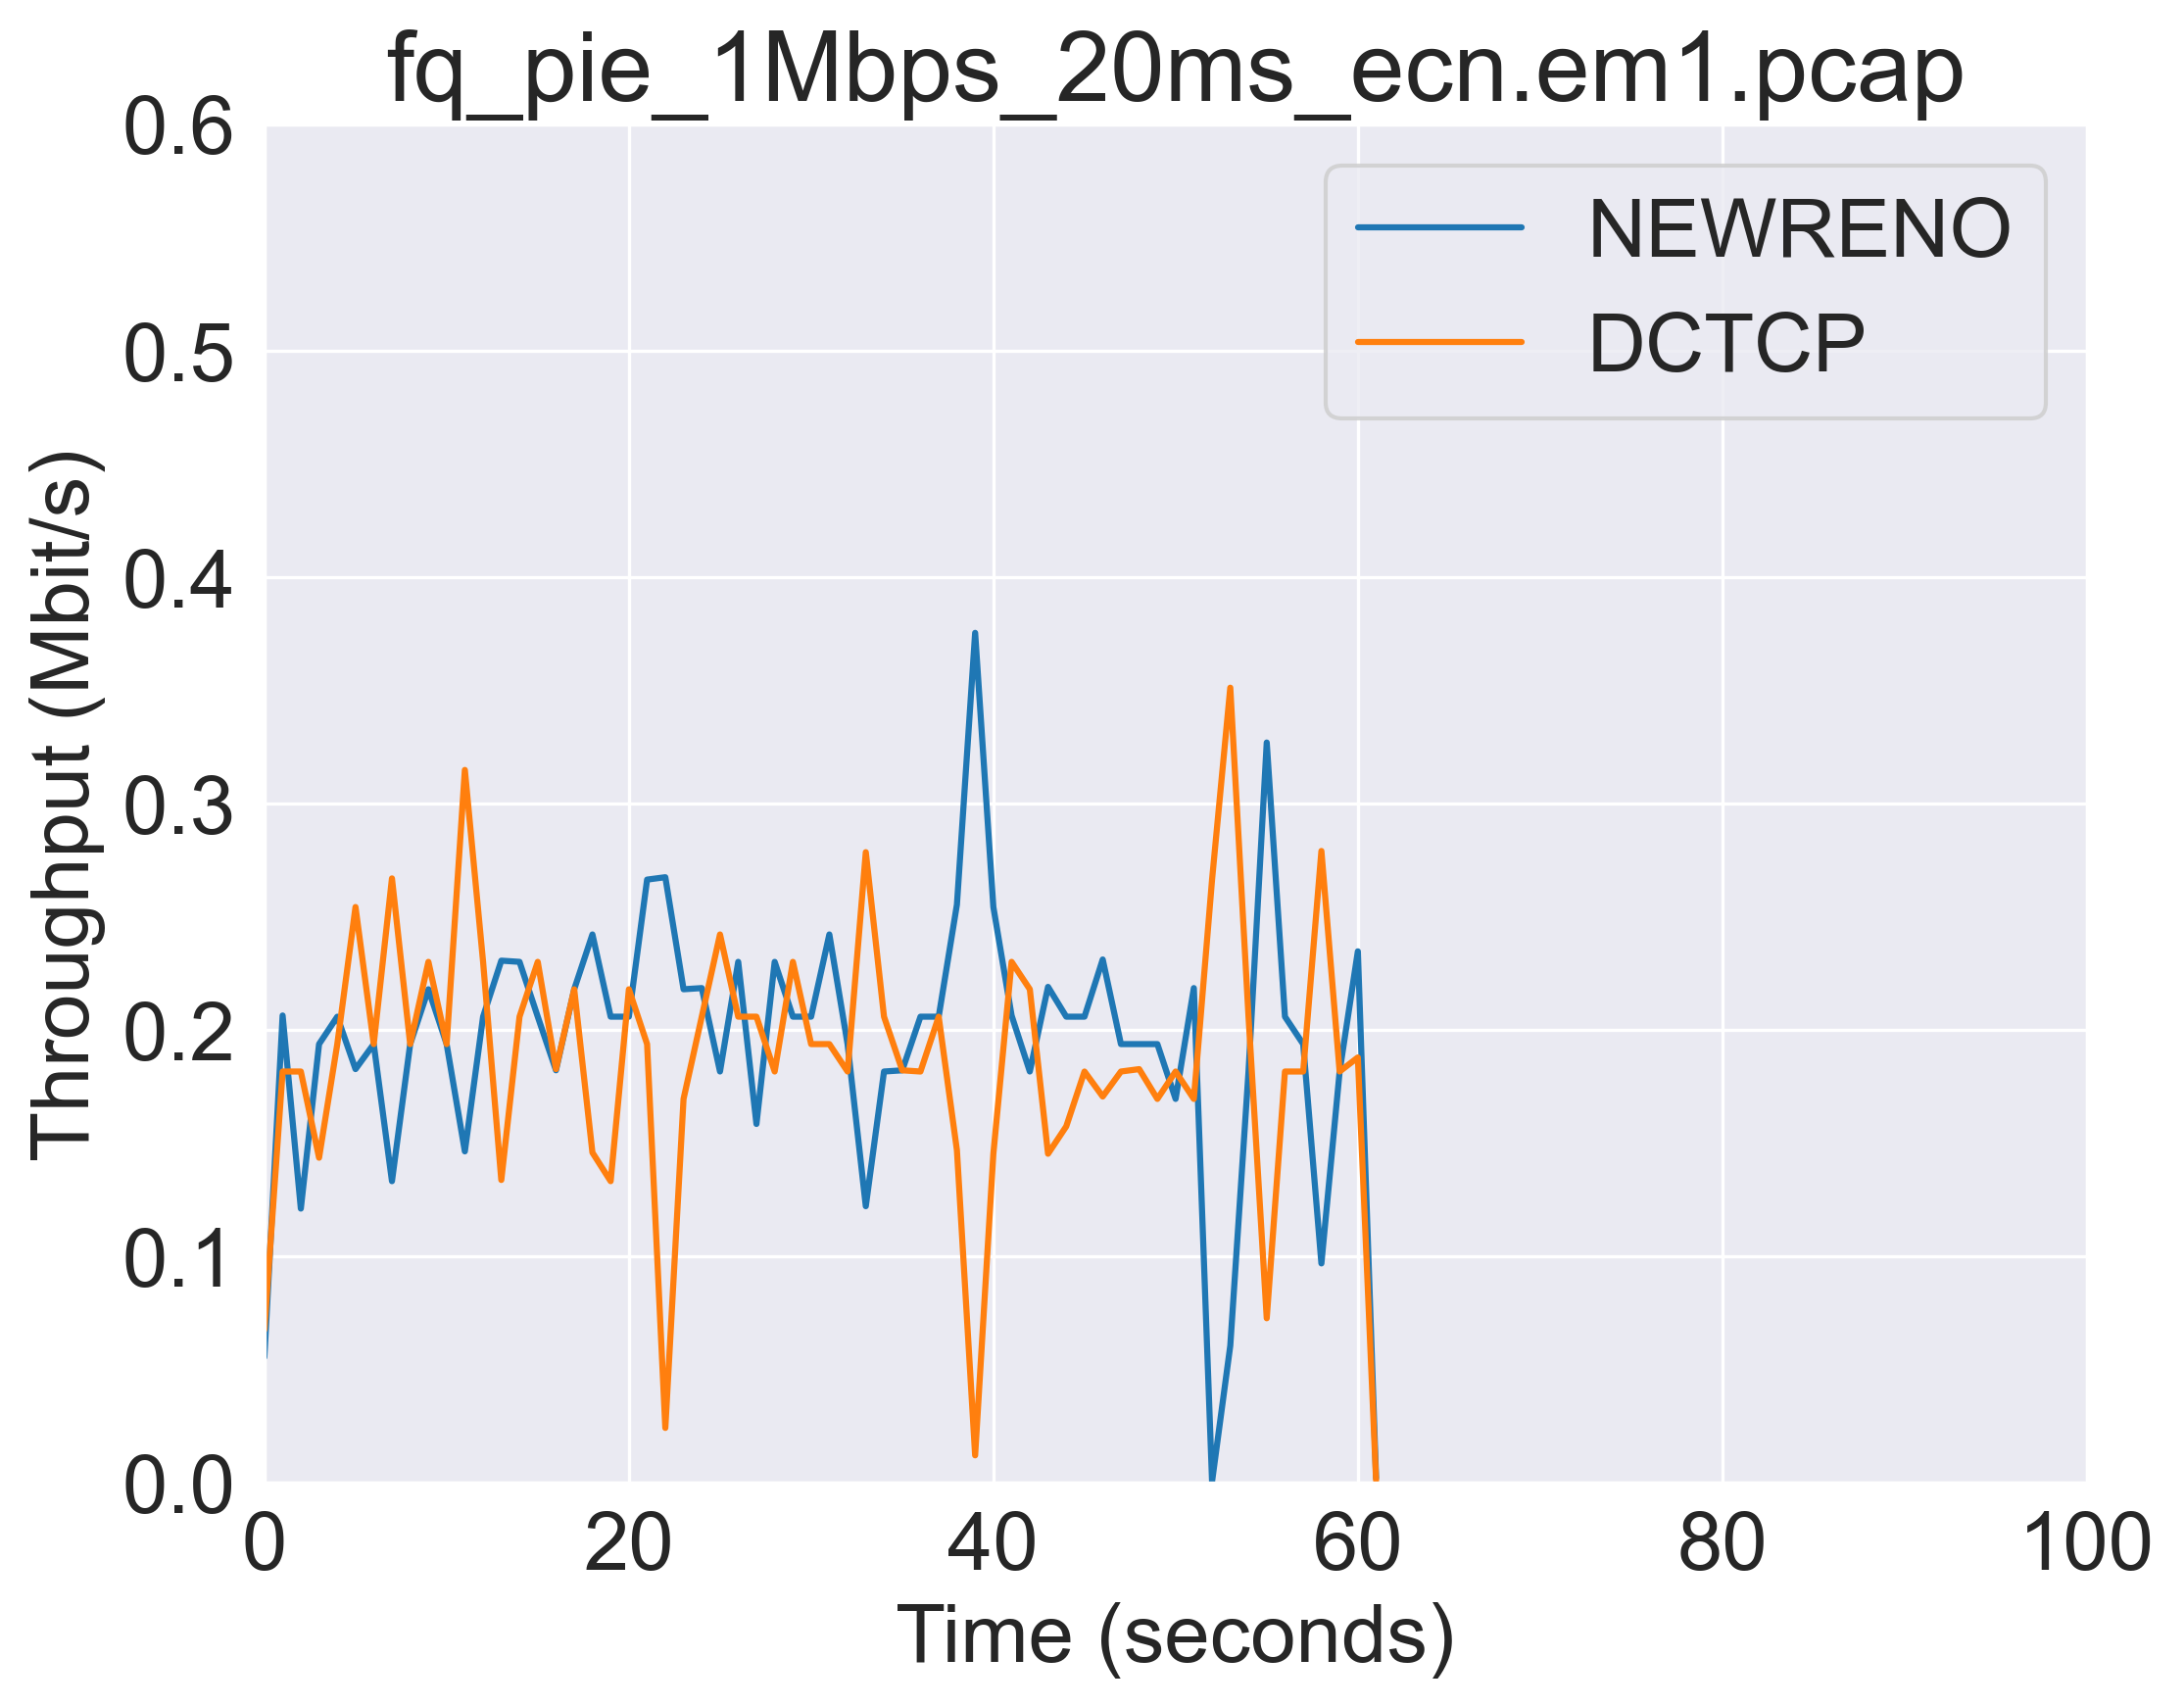 fq_pie_1Mbps_20ms_ecn.em1.pcap
NEWRENO
DCTCP
Throughput (Mbit/s)
0.6
0.5
0.4
0.3
0.2
0.1
0.0
0 20 40 60 80 100
Time (seconds)